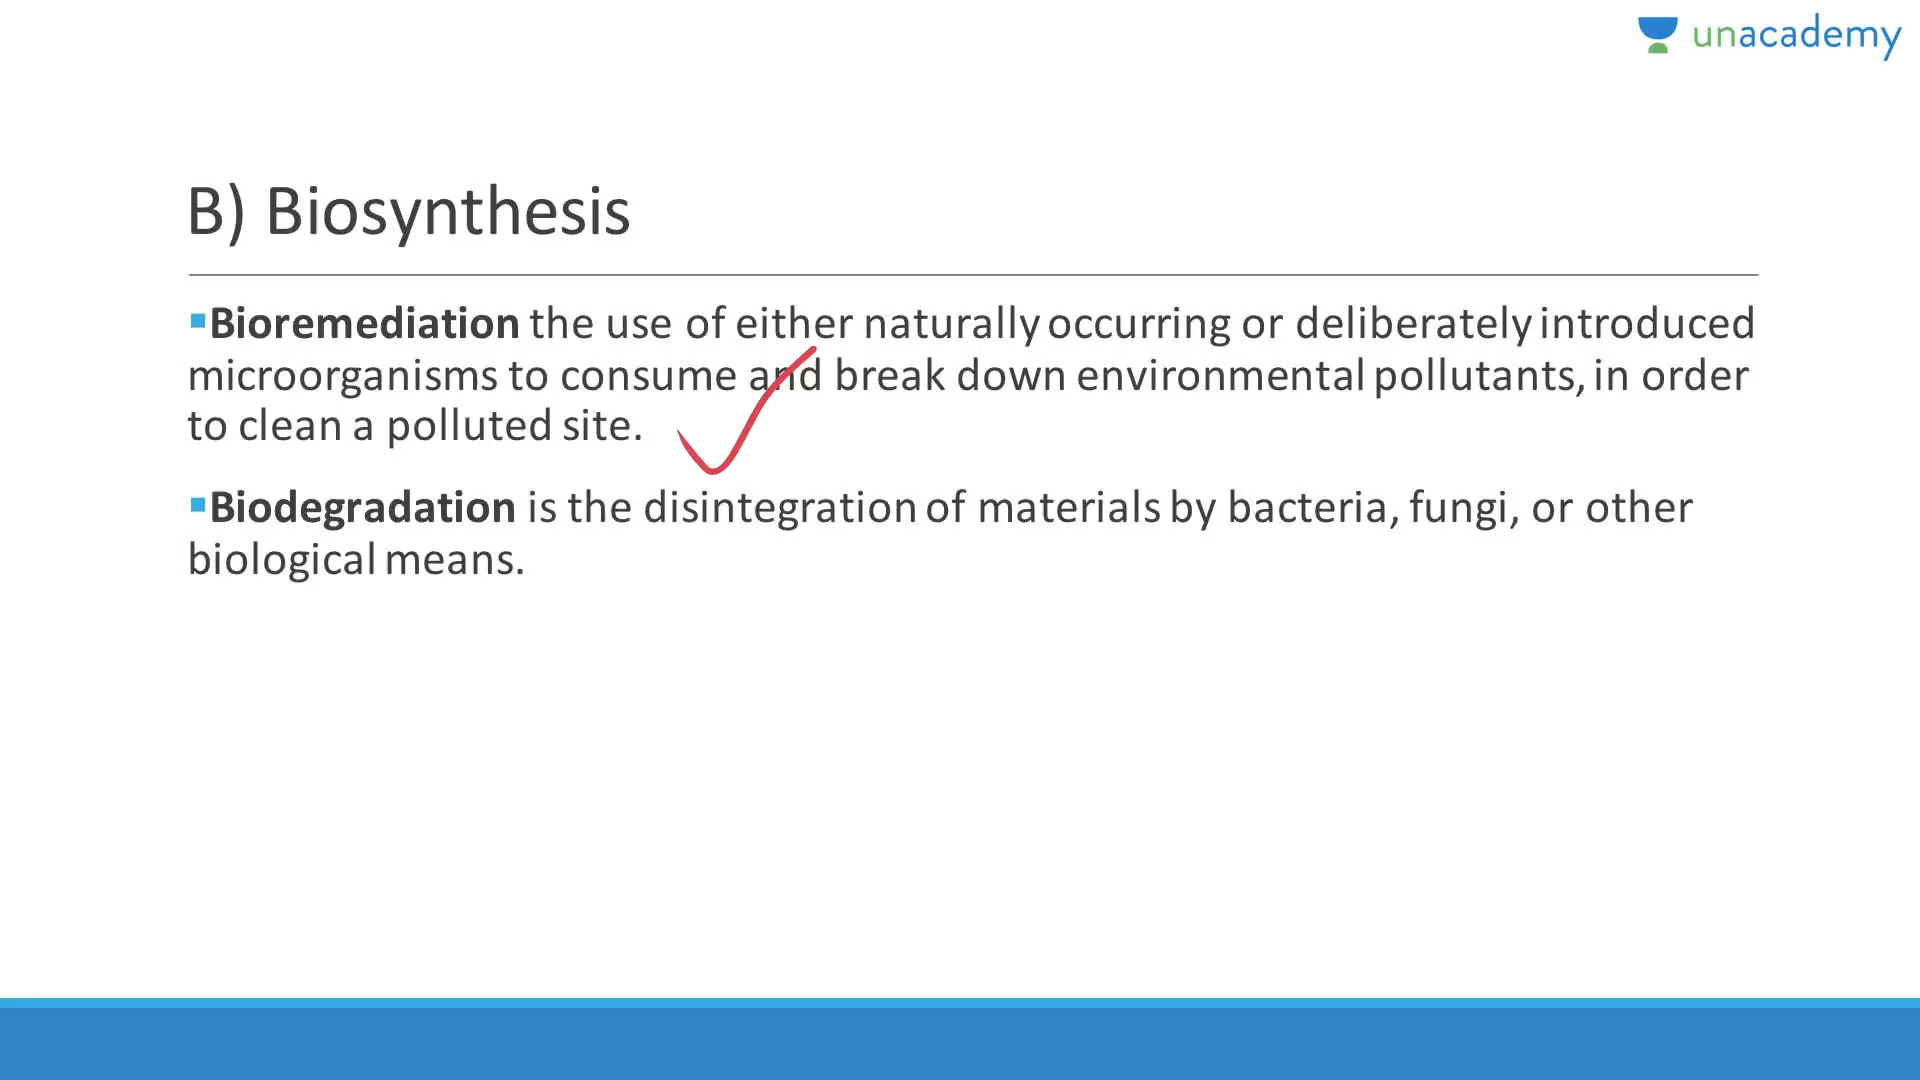 unacademy
B) Biosynthesis
▪Bioremediation the use of either naturally occurring or deliberately introduced
microorganisms to consume and break down environmental pollutants, in order
to clean a polluted site.
▪Biodegradation is the disintegration of materials by bacteria, fungi, or other
biological means.